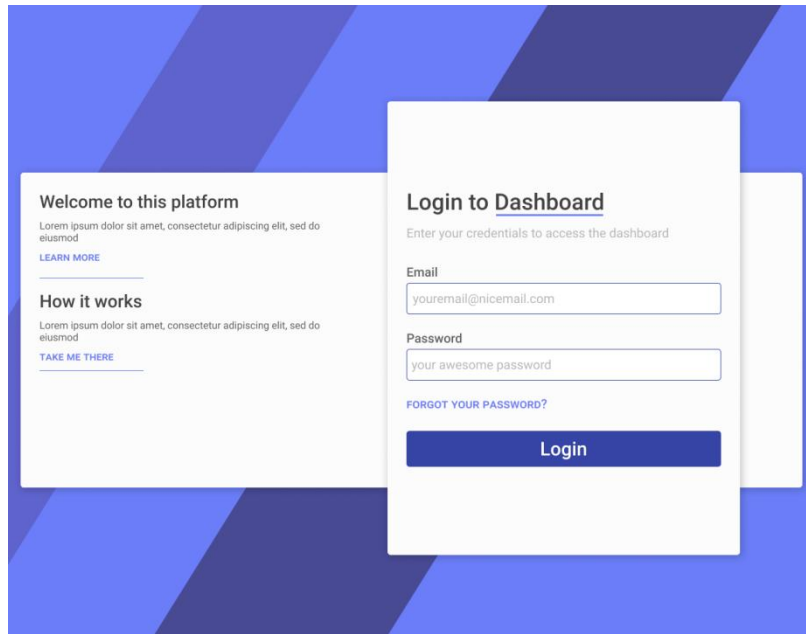 Welcome to this platform
Lorem ipsum dolor sit amet, consectetur adipiscing elit, sed do
eiusmod
LEARN MORE
How it works
Lorem ipsum dolor sit amet, consectetur adipiscing elit, sed do
eiusmod
TAKE ME THERE
Login to Dashboard
Enter your credentials to access the dashboard
Email
youremail@nicemail.com
Password
your awesome password
FORGOT YOUR PASSWORD?
Login